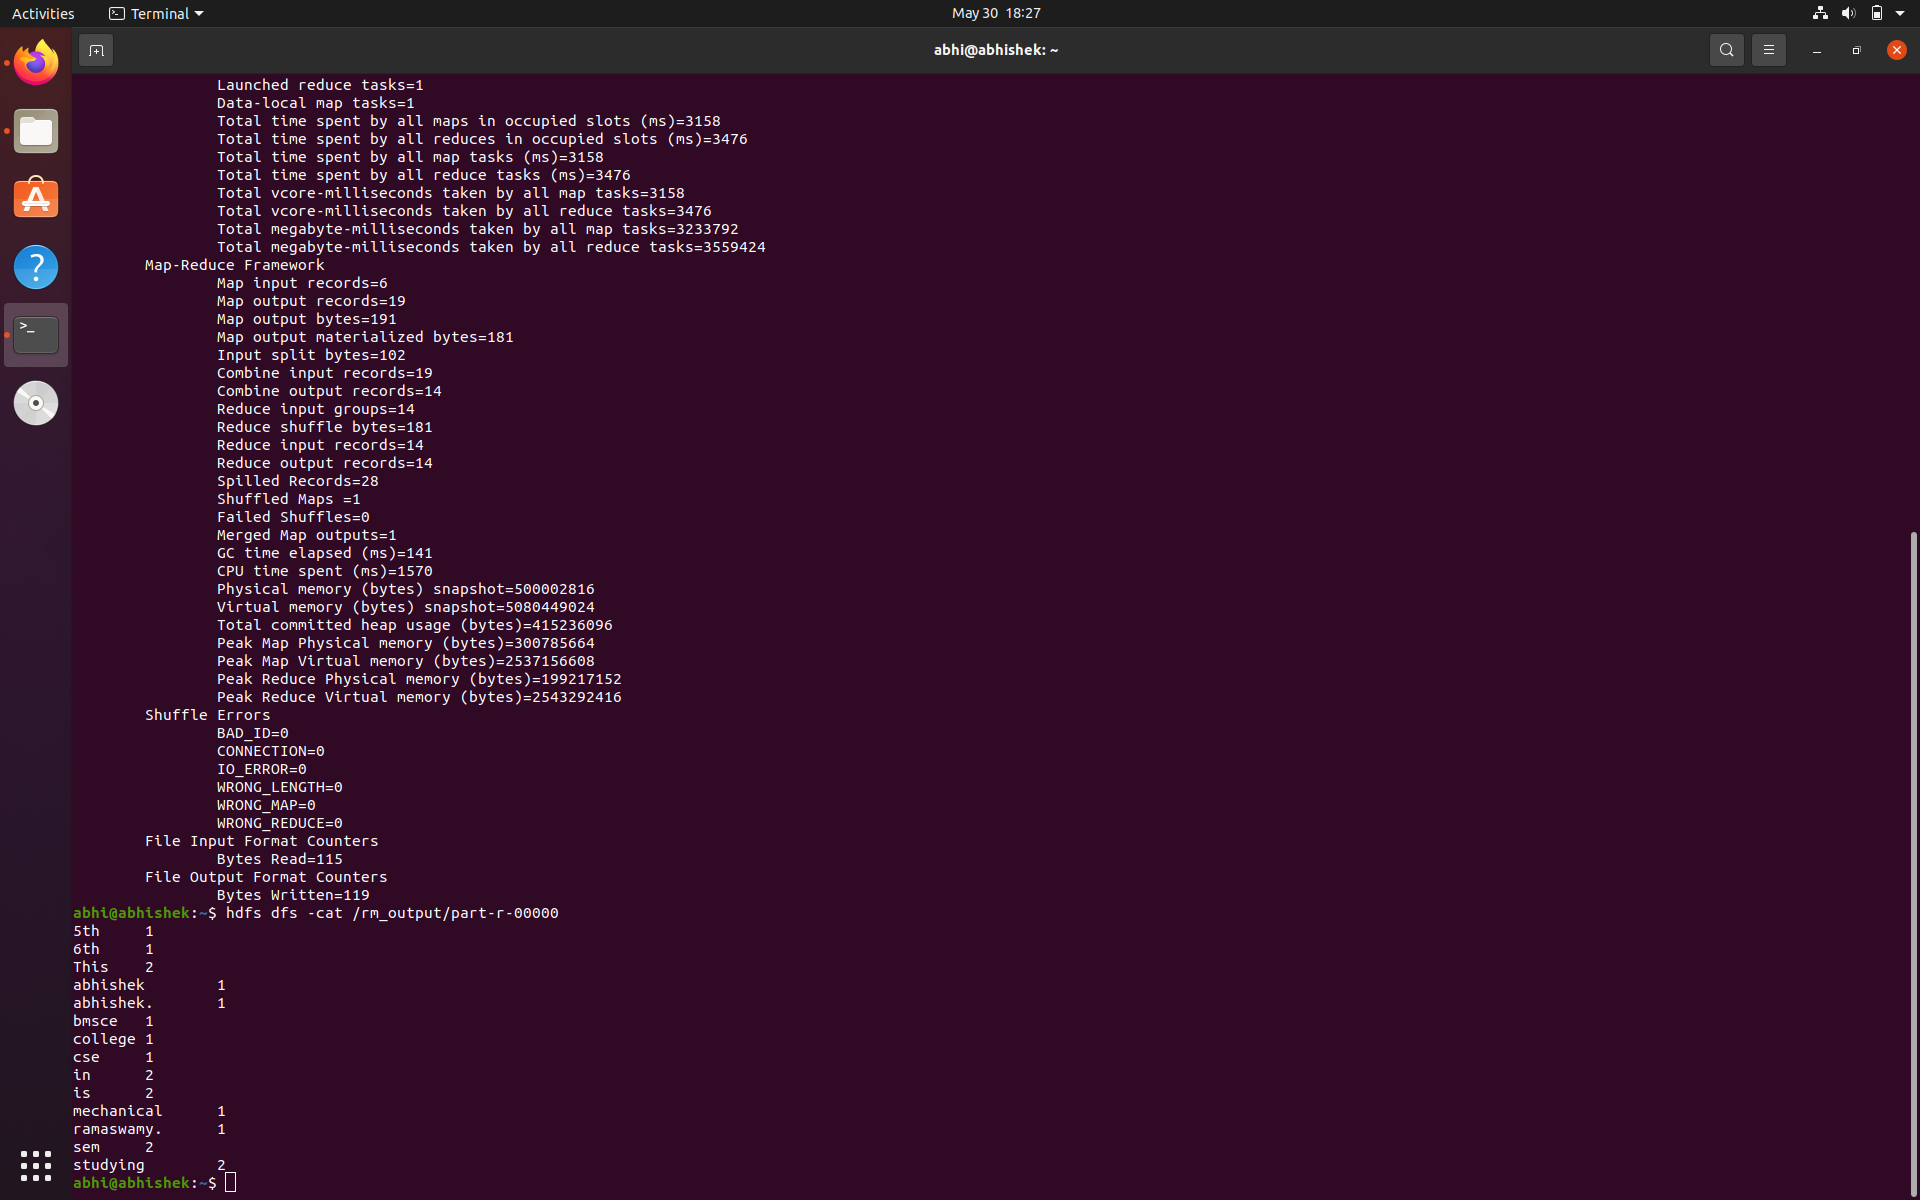 Activities
Terminal
May 30 18:27
abhi@abhishek: ~
Launched reduce tasks=1
Data-local map tasks=1
Total time spent by all maps in occupied slots (ms)=3158
Total time spent by all reduces in occupied slots (ms)=3476
Total time spent by all map tasks (ms)=3158
Total time spent by all reduce tasks (ms)=3476
Total vcore-milliseconds taken by all map tasks=3158
Total vcore-milliseconds taken by all reduce tasks=3476
Total megabyte-milliseconds taken by all map tasks=3233792
Total megabyte-milliseconds taken by all reduce tasks=3559424
Map-Reduce Framework
Map input records=6
Map output records=19
Map output bytes=191
Map output materialized bytes=181
Input split bytes=102
Combine input records=19
Combine output records=14
Reduce input groups=14
Reduce shuffle bytes=181
Reduce input records=14
Reduce output records=14
Spilled Records=28
Shuffled Maps =1
Failed Shuffles=0
Merged Map outputs=1
GC time elapsed (ms)=141
CPU time spent (ms)=1570
Physical memory (bytes) snapshot=500002816
Virtual memory (bytes) snapshot=5080449024
Total committed heap usage (bytes)=415236096
Peak Map Physical memory (bytes)=300785664
Peak Map Virtual memory (bytes)=2537156608
Peak Reduce Physical memory (bytes)=199217152
Peak Reduce Virtual memory (bytes)=2543292416
Shuffle Errors
BAD_ID=0
CONNECTION=0
IO_ERROR=0
WRONG_LENGTH=0
WRONG_MAP=0
WRONG_REDUCE=0
File Input Format Counters
Bytes Read=115
File Output Format Counters
Bytes Written=119
abhi@abhishek:~$ hdfs dfs -cat /rm_output/part-r-00000
5th 1
6th 1
This 2
abhishek 1
abhishek. 1
bmsce 1
college 1
cse 1
in 2
is 2
mechanical 1
ramaswamy. 1
sem 2
studying 2
abhi@abhishek:~$